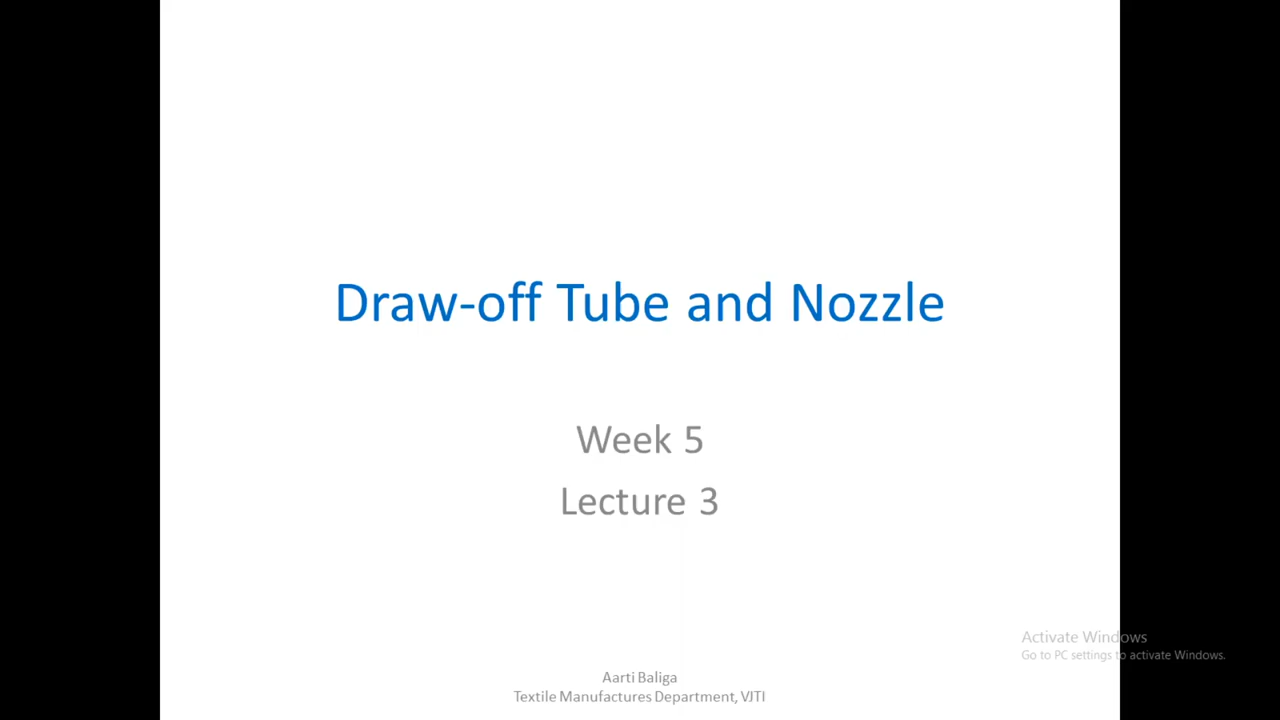 Draw-off Tube and Nozzle
Week 5
Lecture 3
Activate Windows
Go to PC settings to activate Windows.
Aarti Baliga
Textile Manufactures Department, VJTI